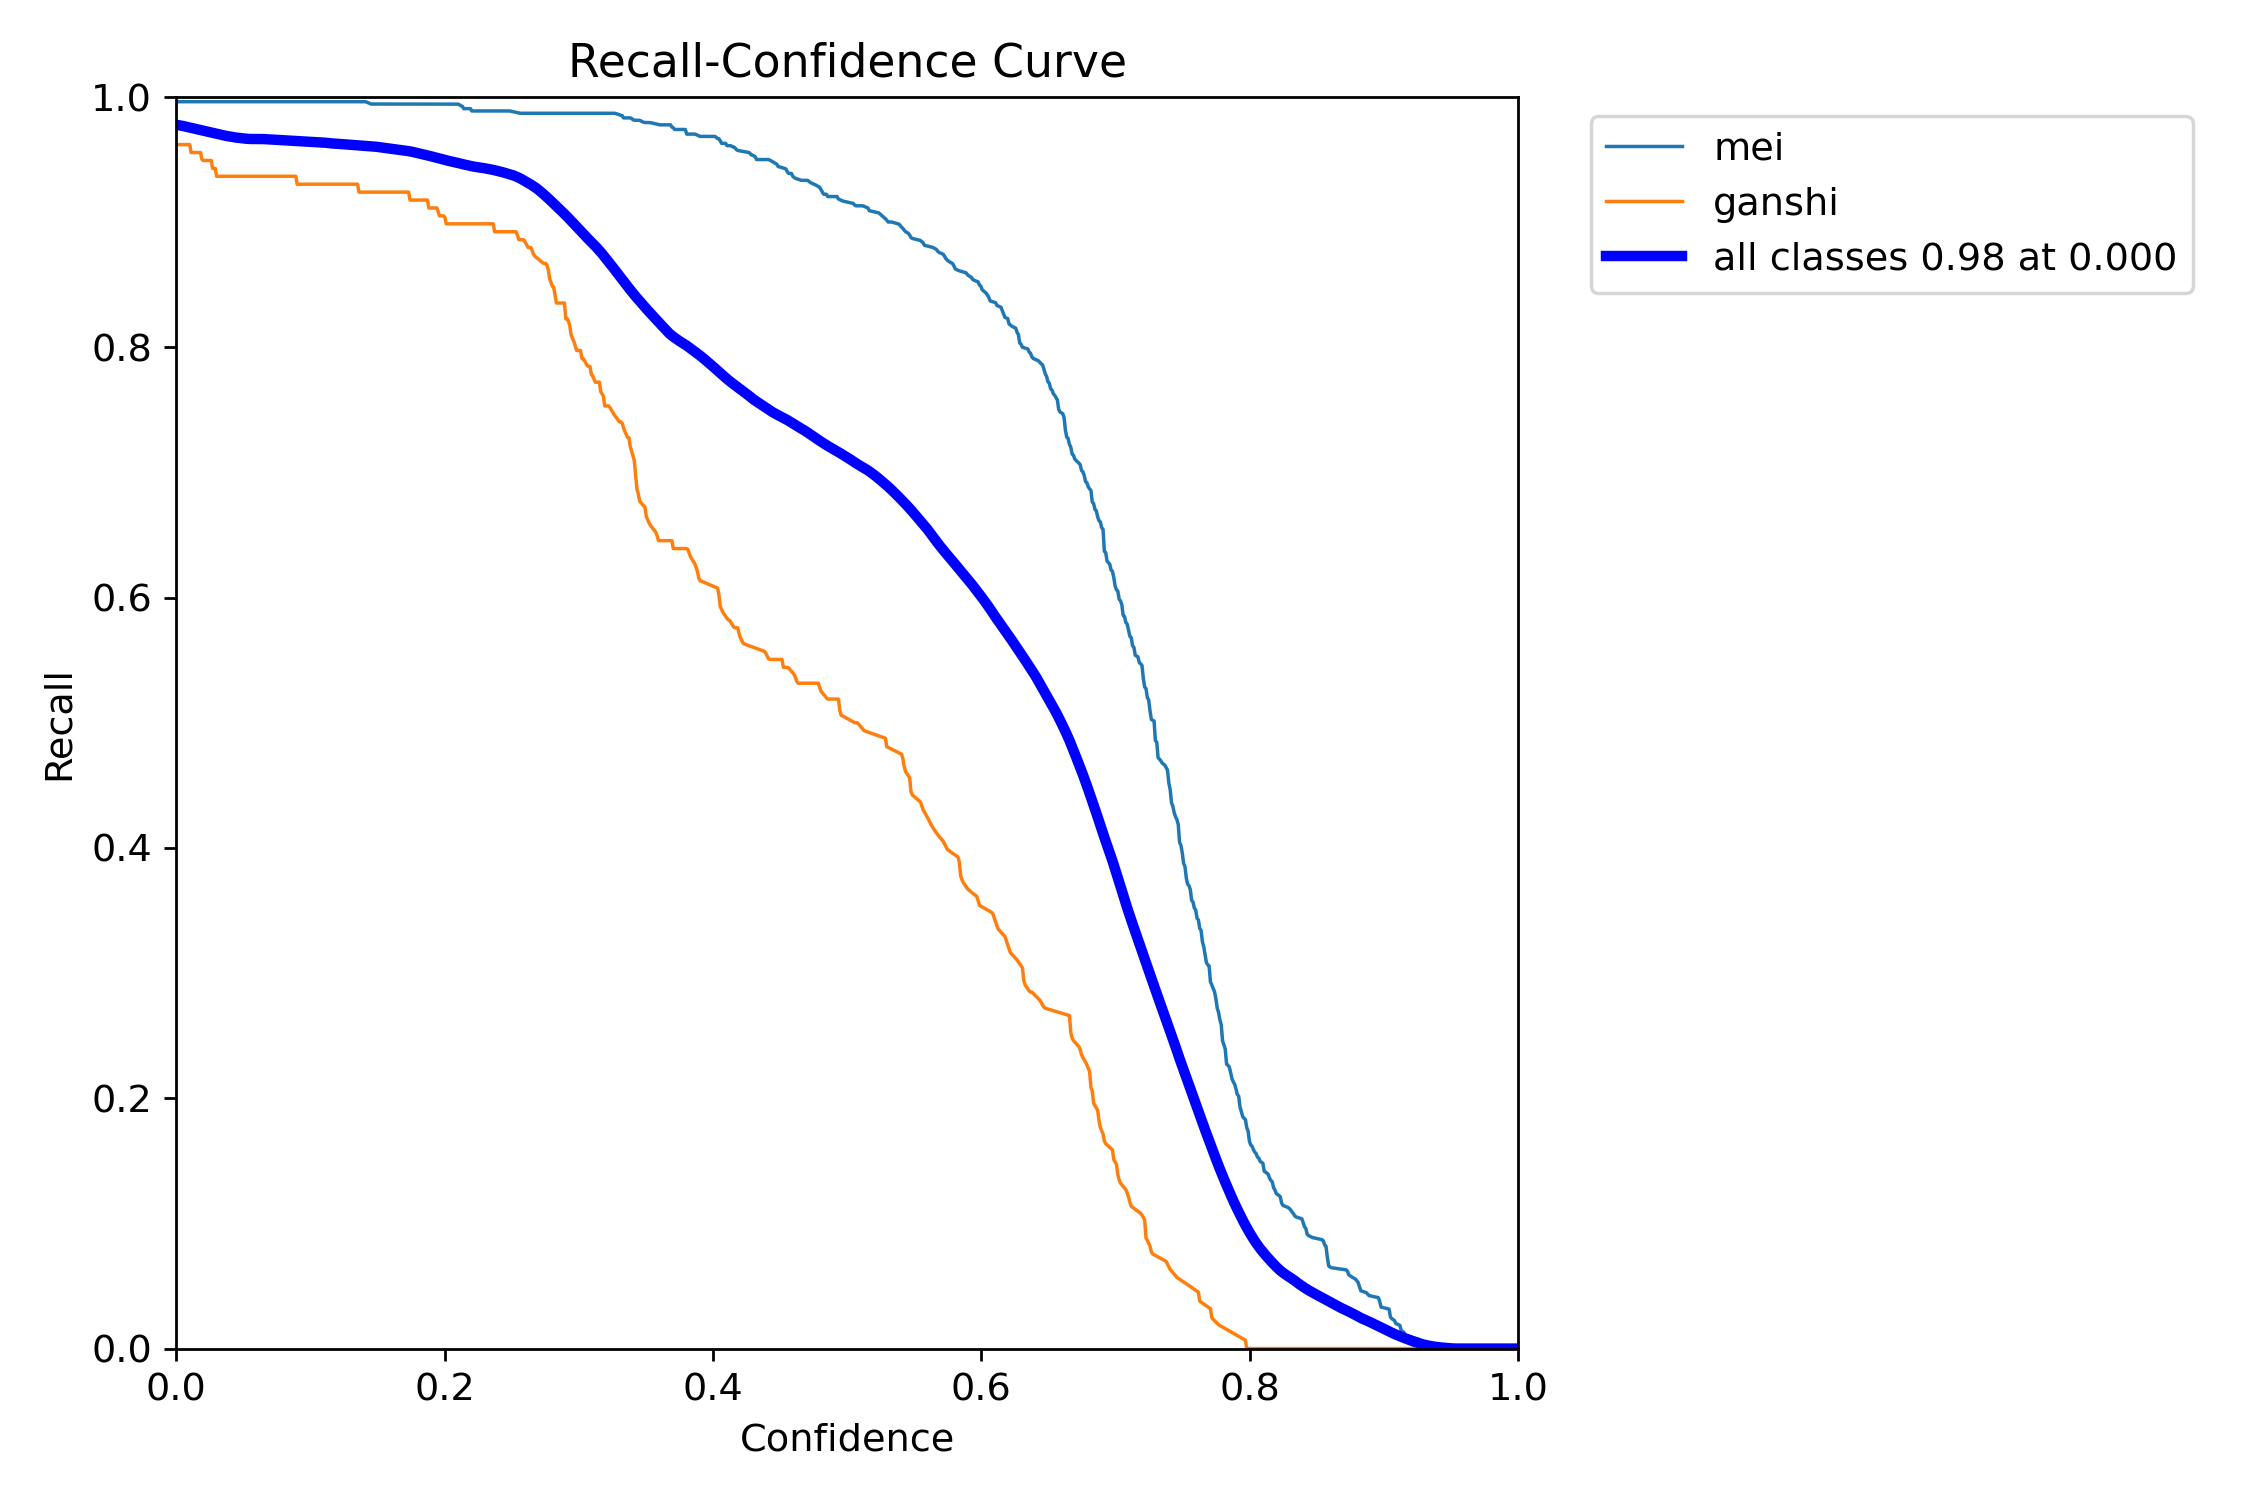 Recall-Confidence Curve
mei
ganshi
all classes 0.98 at 0.000
1.0
0.8
0.6
0.4
0.2
0.0
Recall
0.0 0.2 0.4 0.6 0.8 1.0
Confidence